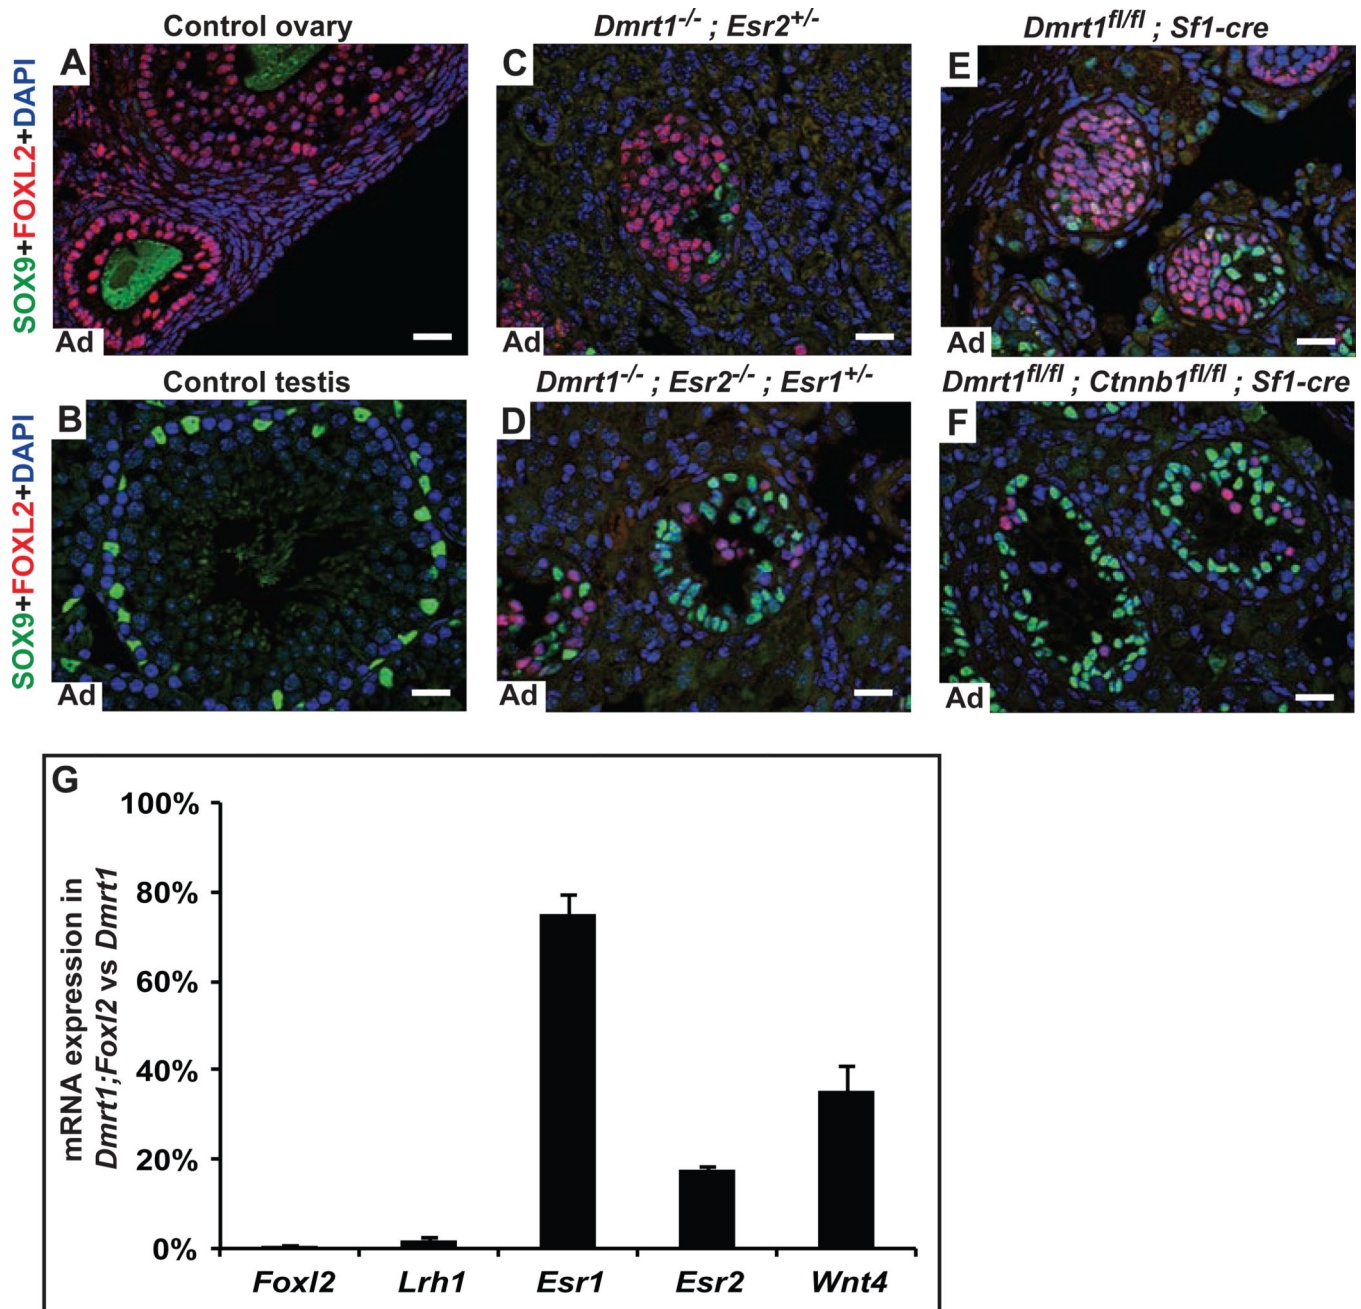 Control ovary
Dmrt1-/- ; Esr2+/-
Dmrt1fl/fl ; Sf1-cre
SOX9+FOXL2+DAPI
A
Ad
C
Ad
E
Ad
Control testis
Dmrt1-/- ; Esr2-/- ; Esr1+/-
Dmrt1fl/fl ; Ctnnb1fl/fl ; Sf1-cre
SOX9+FOXL2+DAPI
B
Ad
D
Ad
F
Ad
G
mRNA expression in
Dmrt1;Foxl2 vs Dmrt1
100%
80%
60%
40%
20%
0%
Foxl2
Lrh1
Esr1
Esr2
Wnt4